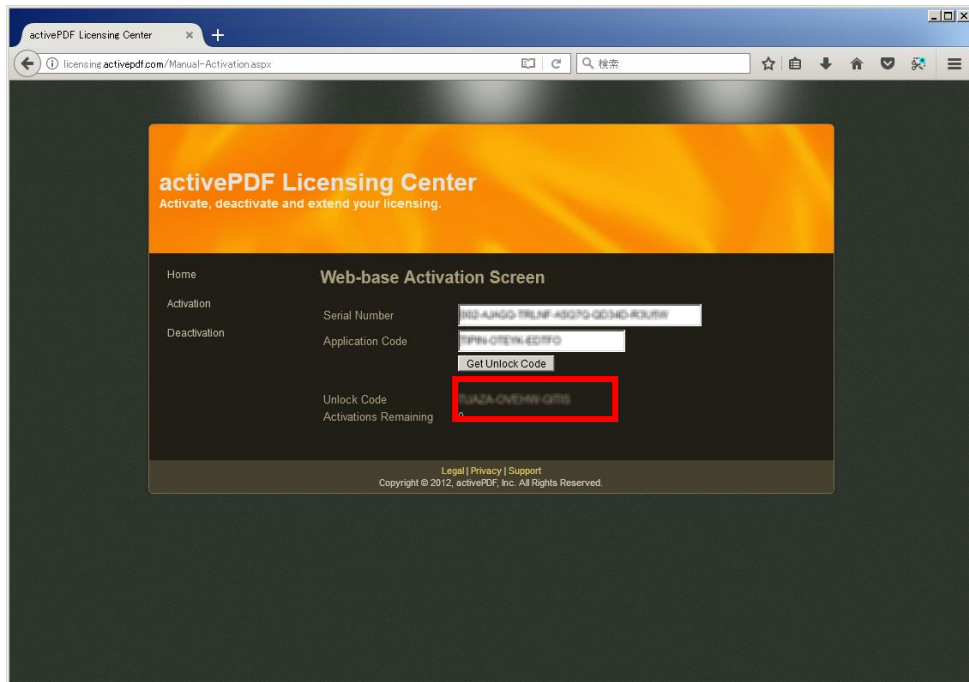 activePDF Licensing Center
licensing.activepdf.com/Manual-Activation.aspx
検索
activePDF Licensing Center
Activate, deactivate and extend your licensing.
Home
Activation
Deactivation
Web-base Activation Screen
Serial Number
Application Code
Get Unlock Code
Unlock Code
Activations Remaining
Legal | Privacy | Support
Copyright © 2012, activePDF, Inc. All Rights Reserved.